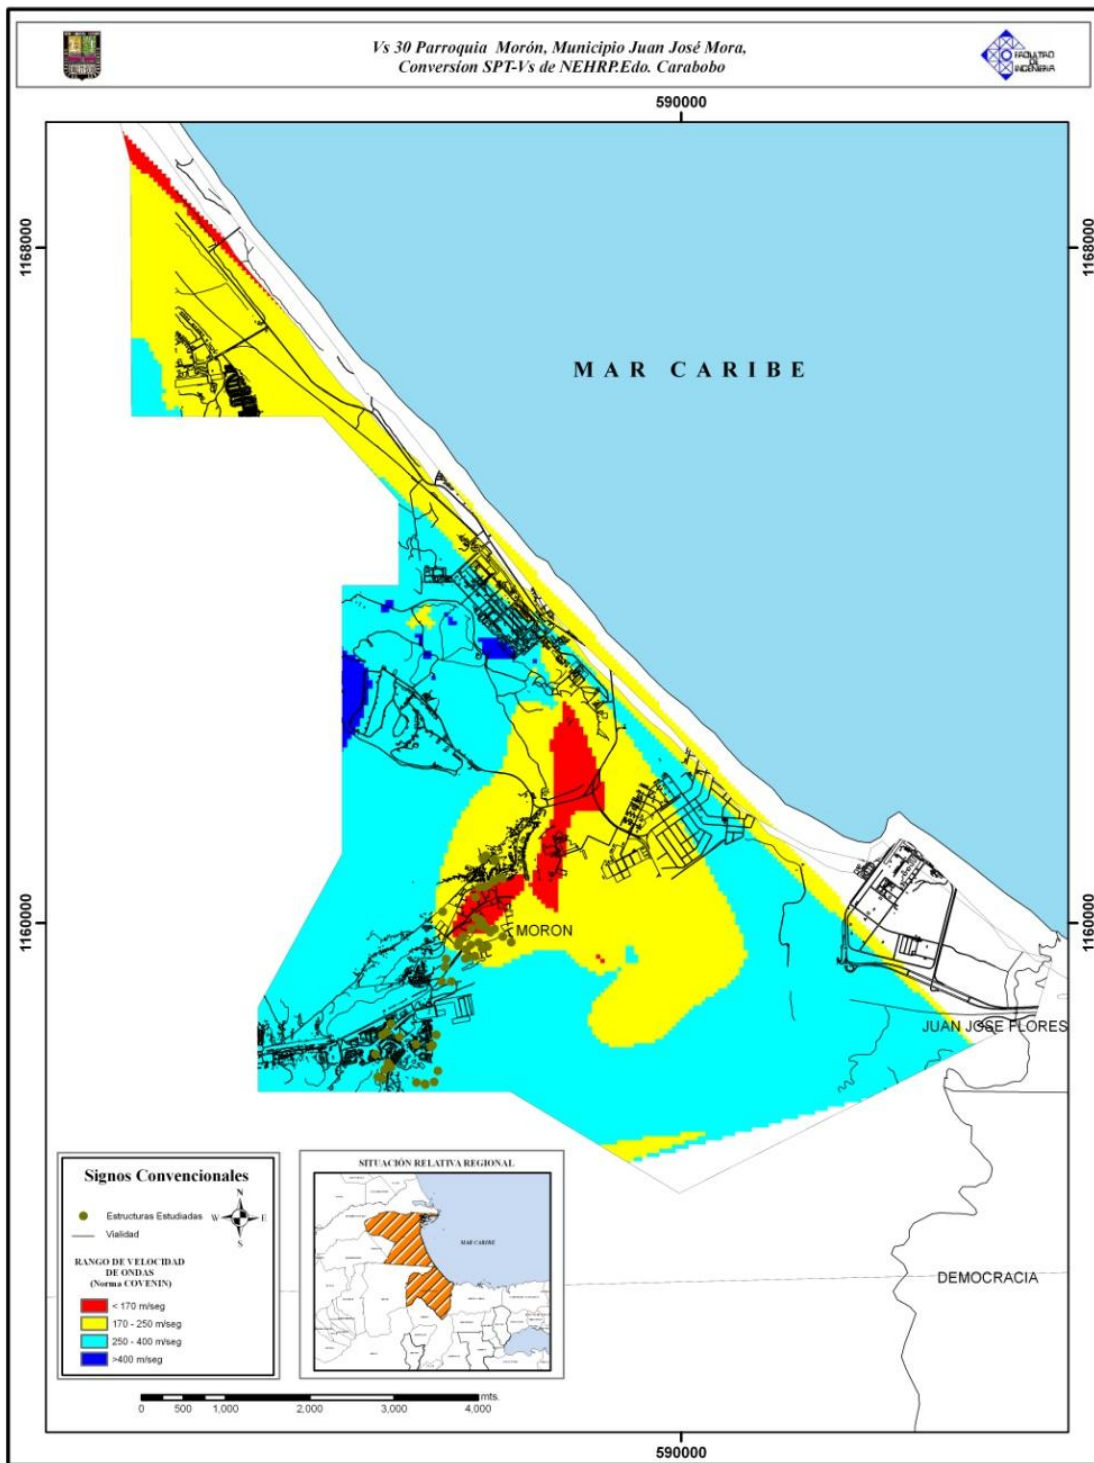 Vs 30 Parroquia Morón, Municipio Juan José Mora,
Conversion SPT-Vs de NEHRP.Edo. Carabobo
FACULTAD
DE
INGENIERIA
590000
1168000
1168000
MAR CARIBE
1160000
1160000
MORON
JUAN JOSE FLORES
DEMOCRACIA
Signos Convencionales
N
W
E
S
Estructuras Estudiadas
Vialidad
RANGO DE VELOCIDAD
DE ONDAS
(Norma COVENIN)
< 170 m/seg
170 - 250 m/seg
250 - 400 m/seg
>400 m/seg
SITUACIÓN RELATIVA REGIONAL
MAR CARIBE
mts.
0 500 1,000 2,000 3,000 4,000
590000